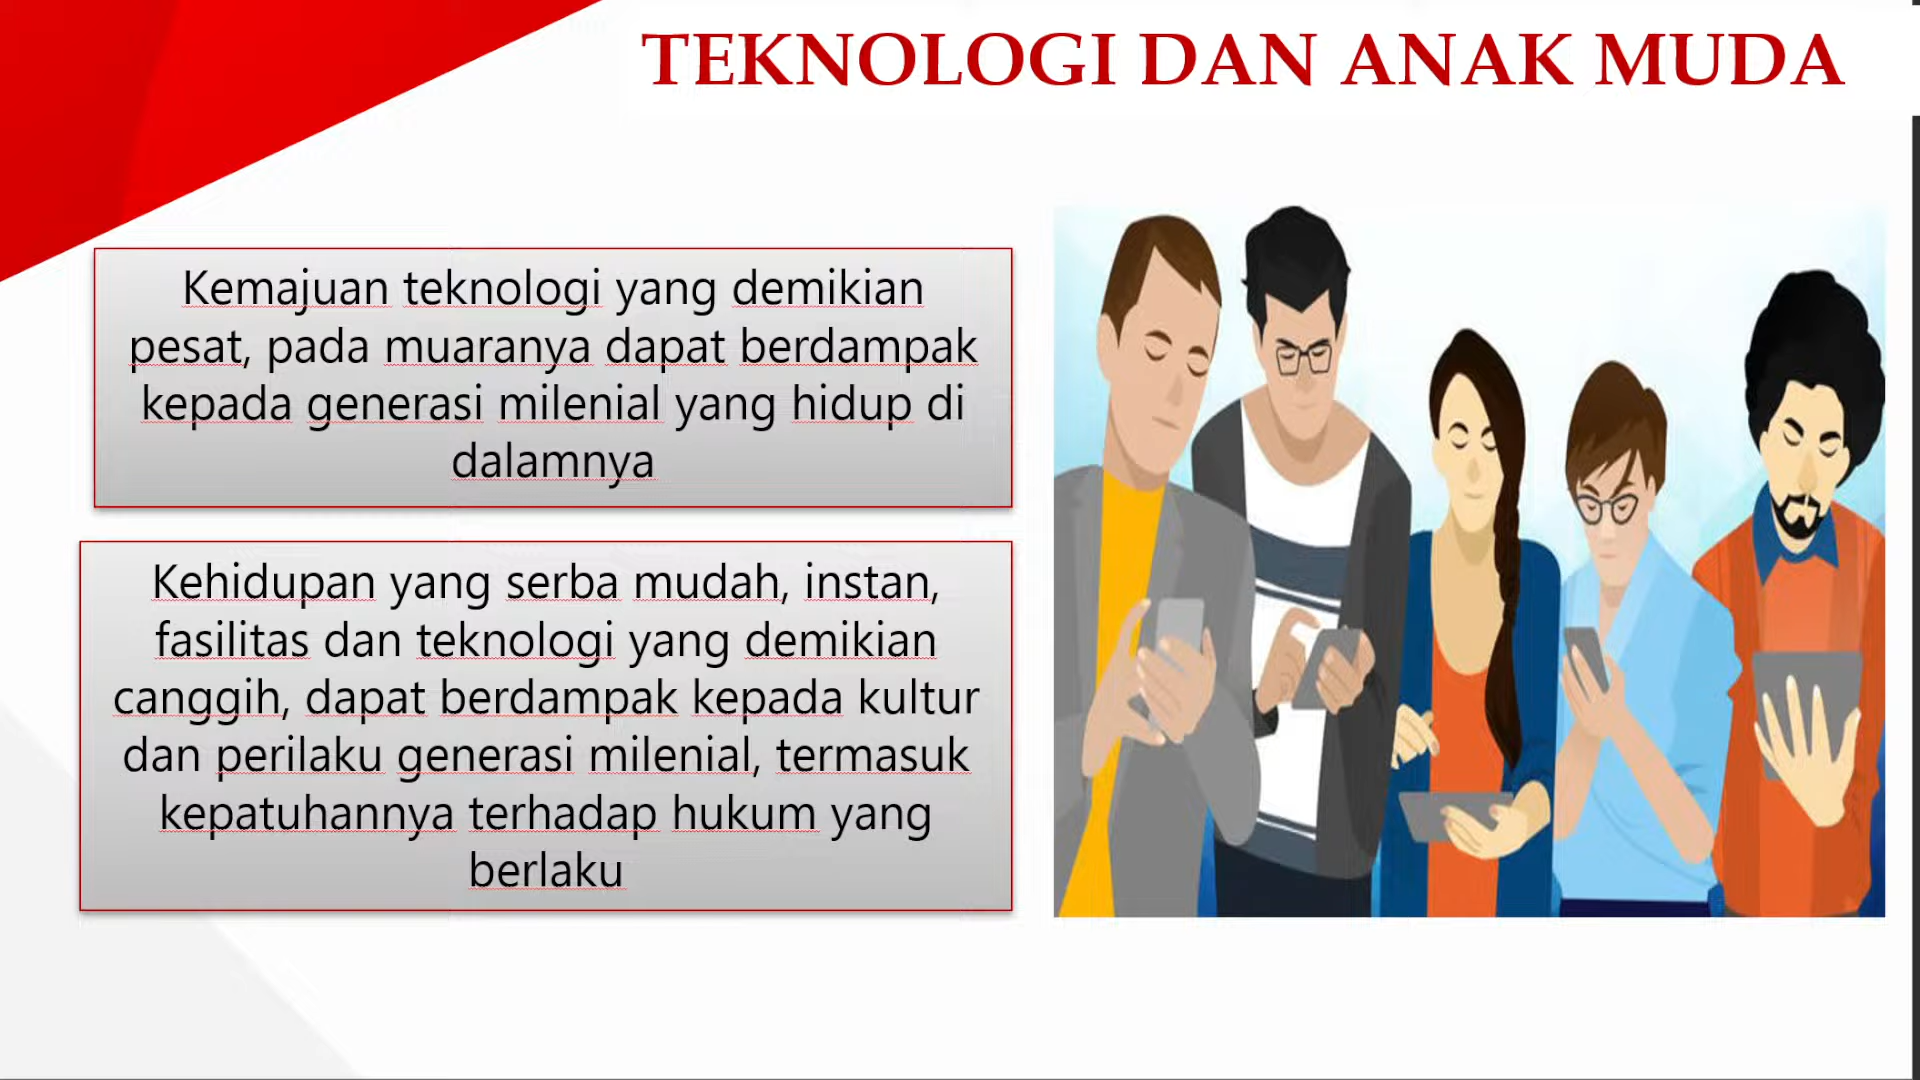 TEKNOLOGI DAN ANAK MUDA
Kemajuan teknologi yang demikian
pesat, pada muaranya dapat berdampak
kepada generasi milenial yang hidup di
dalamnya
Kehidupan yang serba mudah, instan,
fasilitas dan teknologi yang demikian
canggih, dapat berdampak kepada kultur
dan perilaku generasi milenial, termasuk
kepatuhannya terhadap hukum yang
berlaku